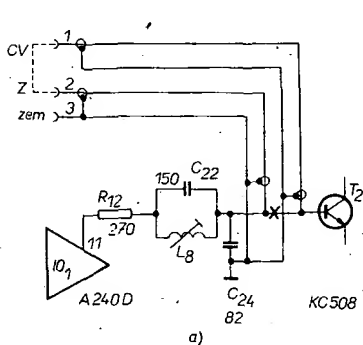 CV 1
Z 2
zem 3
150 C22
R12
270
L8
11
IO1
A240D
C24
82
T2
KC508
a)